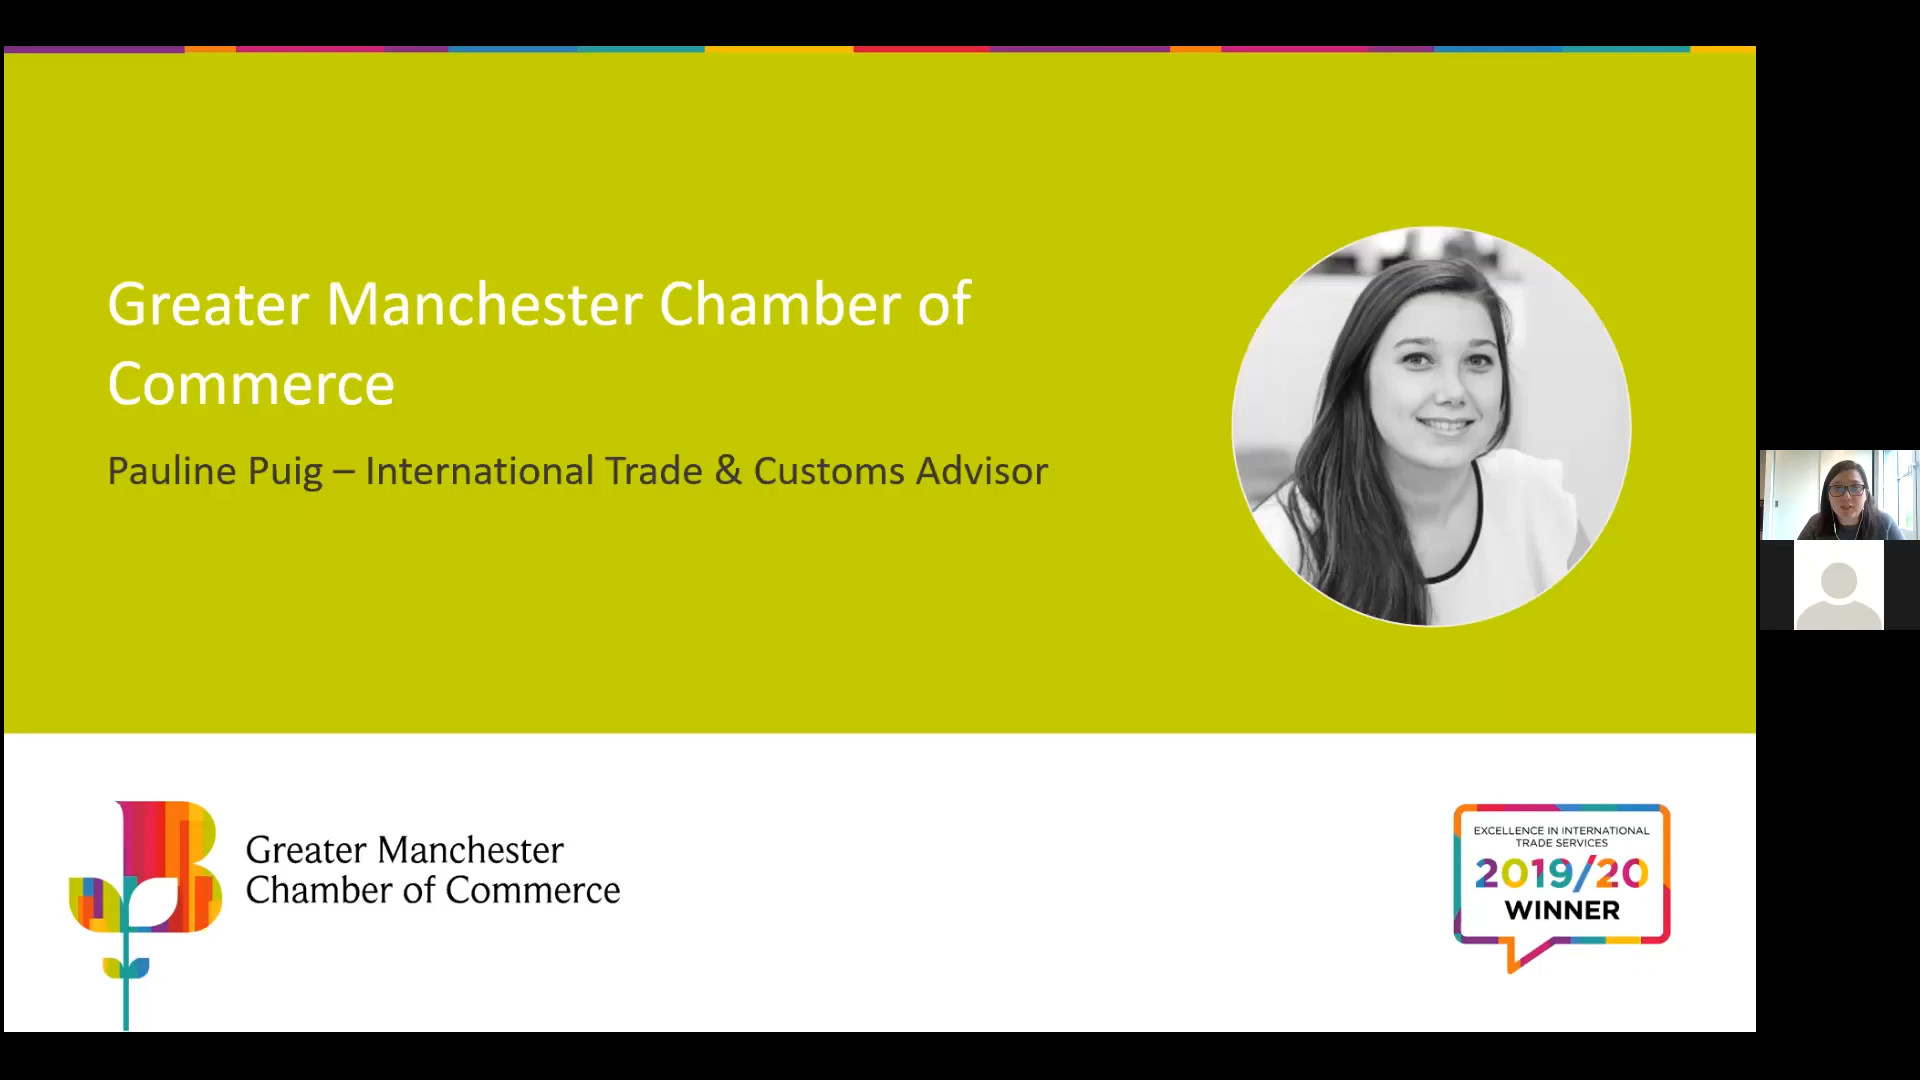 Greater Manchester Chamber of
Commerce
Pauline Puig – International Trade & Customs Advisor
Greater Manchester
Chamber of Commerce
EXCELLENCE IN INTERNATIONAL
TRADE SERVICES
2019/20
WINNER